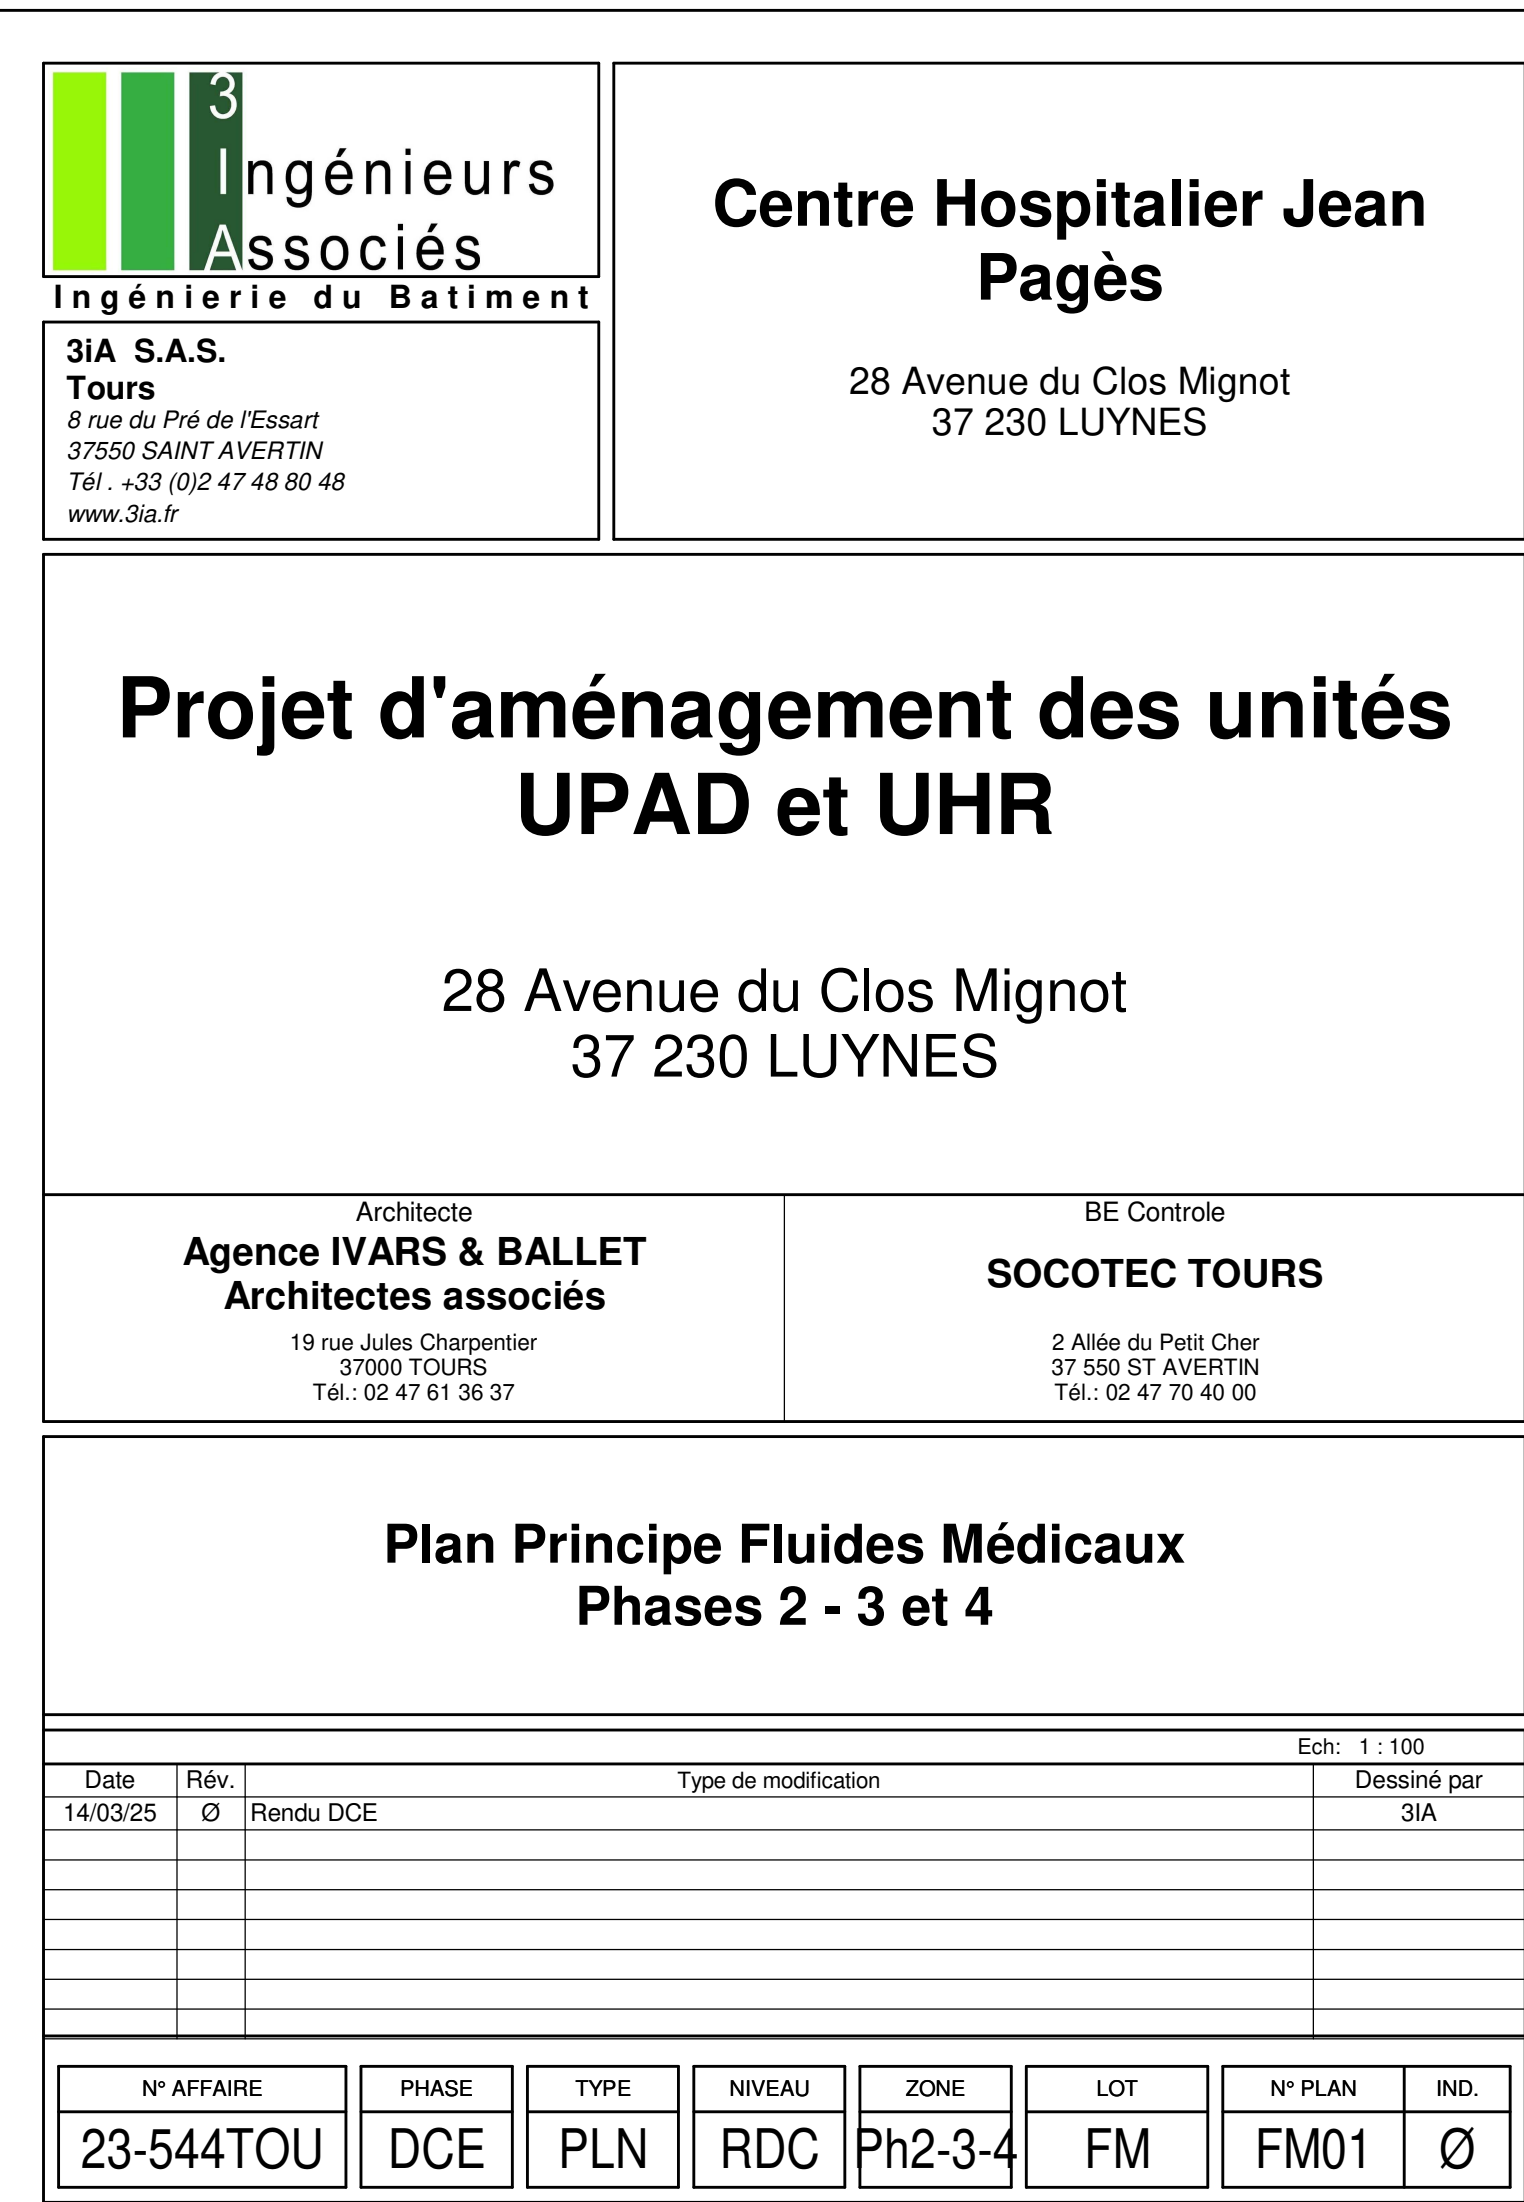 3
Ingénieurs
Associés
Ingénierie du Batiment
3iA S.A.S.
Tours
8 rue du Pré de l'Essart
37550 SAINT AVERTIN
Tél . +33 (0)2 47 48 80 48
www.3ia.fr
Centre Hospitalier Jean
Pagès
28 Avenue du Clos Mignot
37 230 LUYNES
Projet d'aménagement des unités
UPAD et UHR
28 Avenue du Clos Mignot
37 230 LUYNES
Architecte
Agence IVARS & BALLET
Architectes associés
19 rue Jules Charpentier
37000 TOURS
Tél.: 02 47 61 36 37
BE Controle
SOCOTEC TOURS
2 Allée du Petit Cher
37 550 ST AVERTIN
Tél.: 02 47 70 40 00
Plan Principe Fluides Médicaux
Phases 2 - 3 et 4
Ech: 1 : 100
Date Rév. Type de modification Dessiné par
14/03/25 Ø Rendu DCE 3IA
N° AFFAIRE PHASE TYPE NIVEAU ZONE LOT N° PLAN IND.
23-544TOU DCE PLN RDC Ph2-3-4 FM FM01 Ø